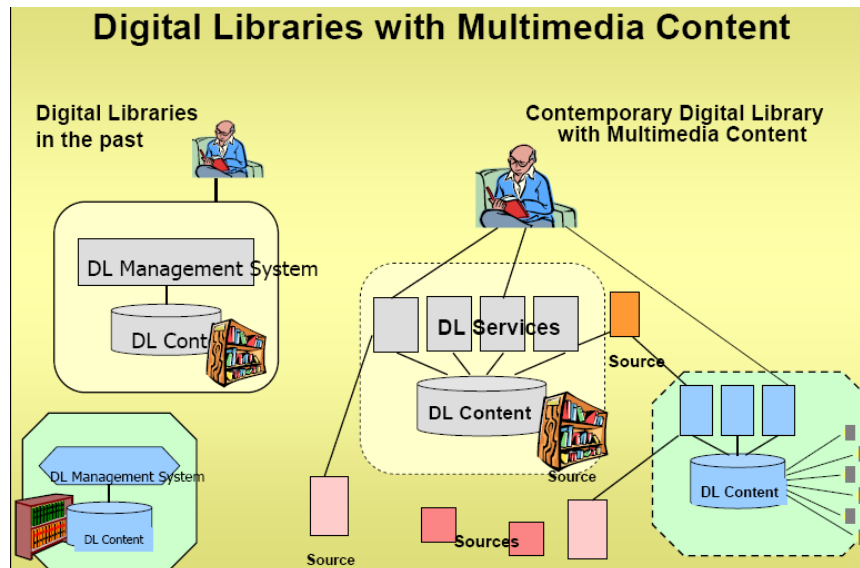 Digital Libraries with Multimedia Content
Digital Libraries
in the past
Contemporary Digital Library
with Multimedia Content
DL Management System
DL Cont
DL Services
Source
DL Content
Source
DL Management System
DL Content
DL Content
Source
Sources